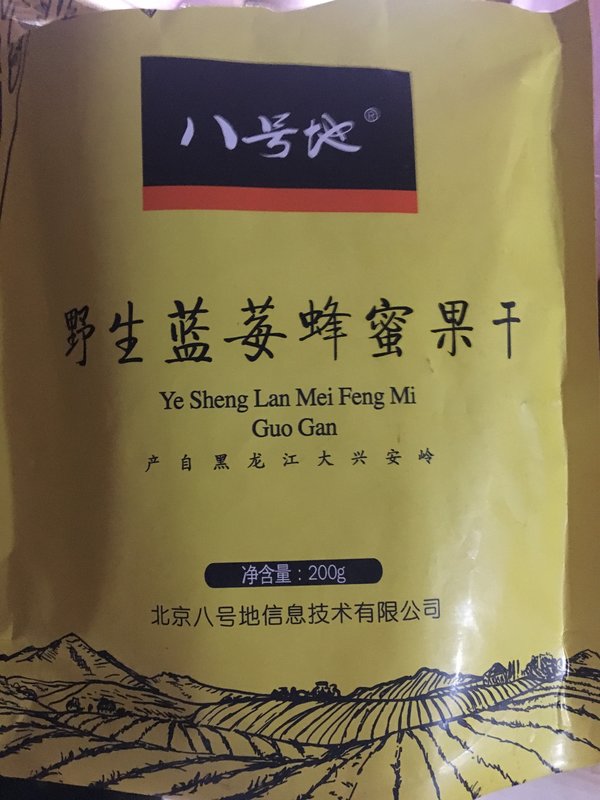 八号地®
野生蓝莓蜂蜜果干
Ye Sheng Lan Mei Feng Mi
Guo Gan
产自黑龙江大兴安岭
净含量：200g
北京八号地信息技术有限公司